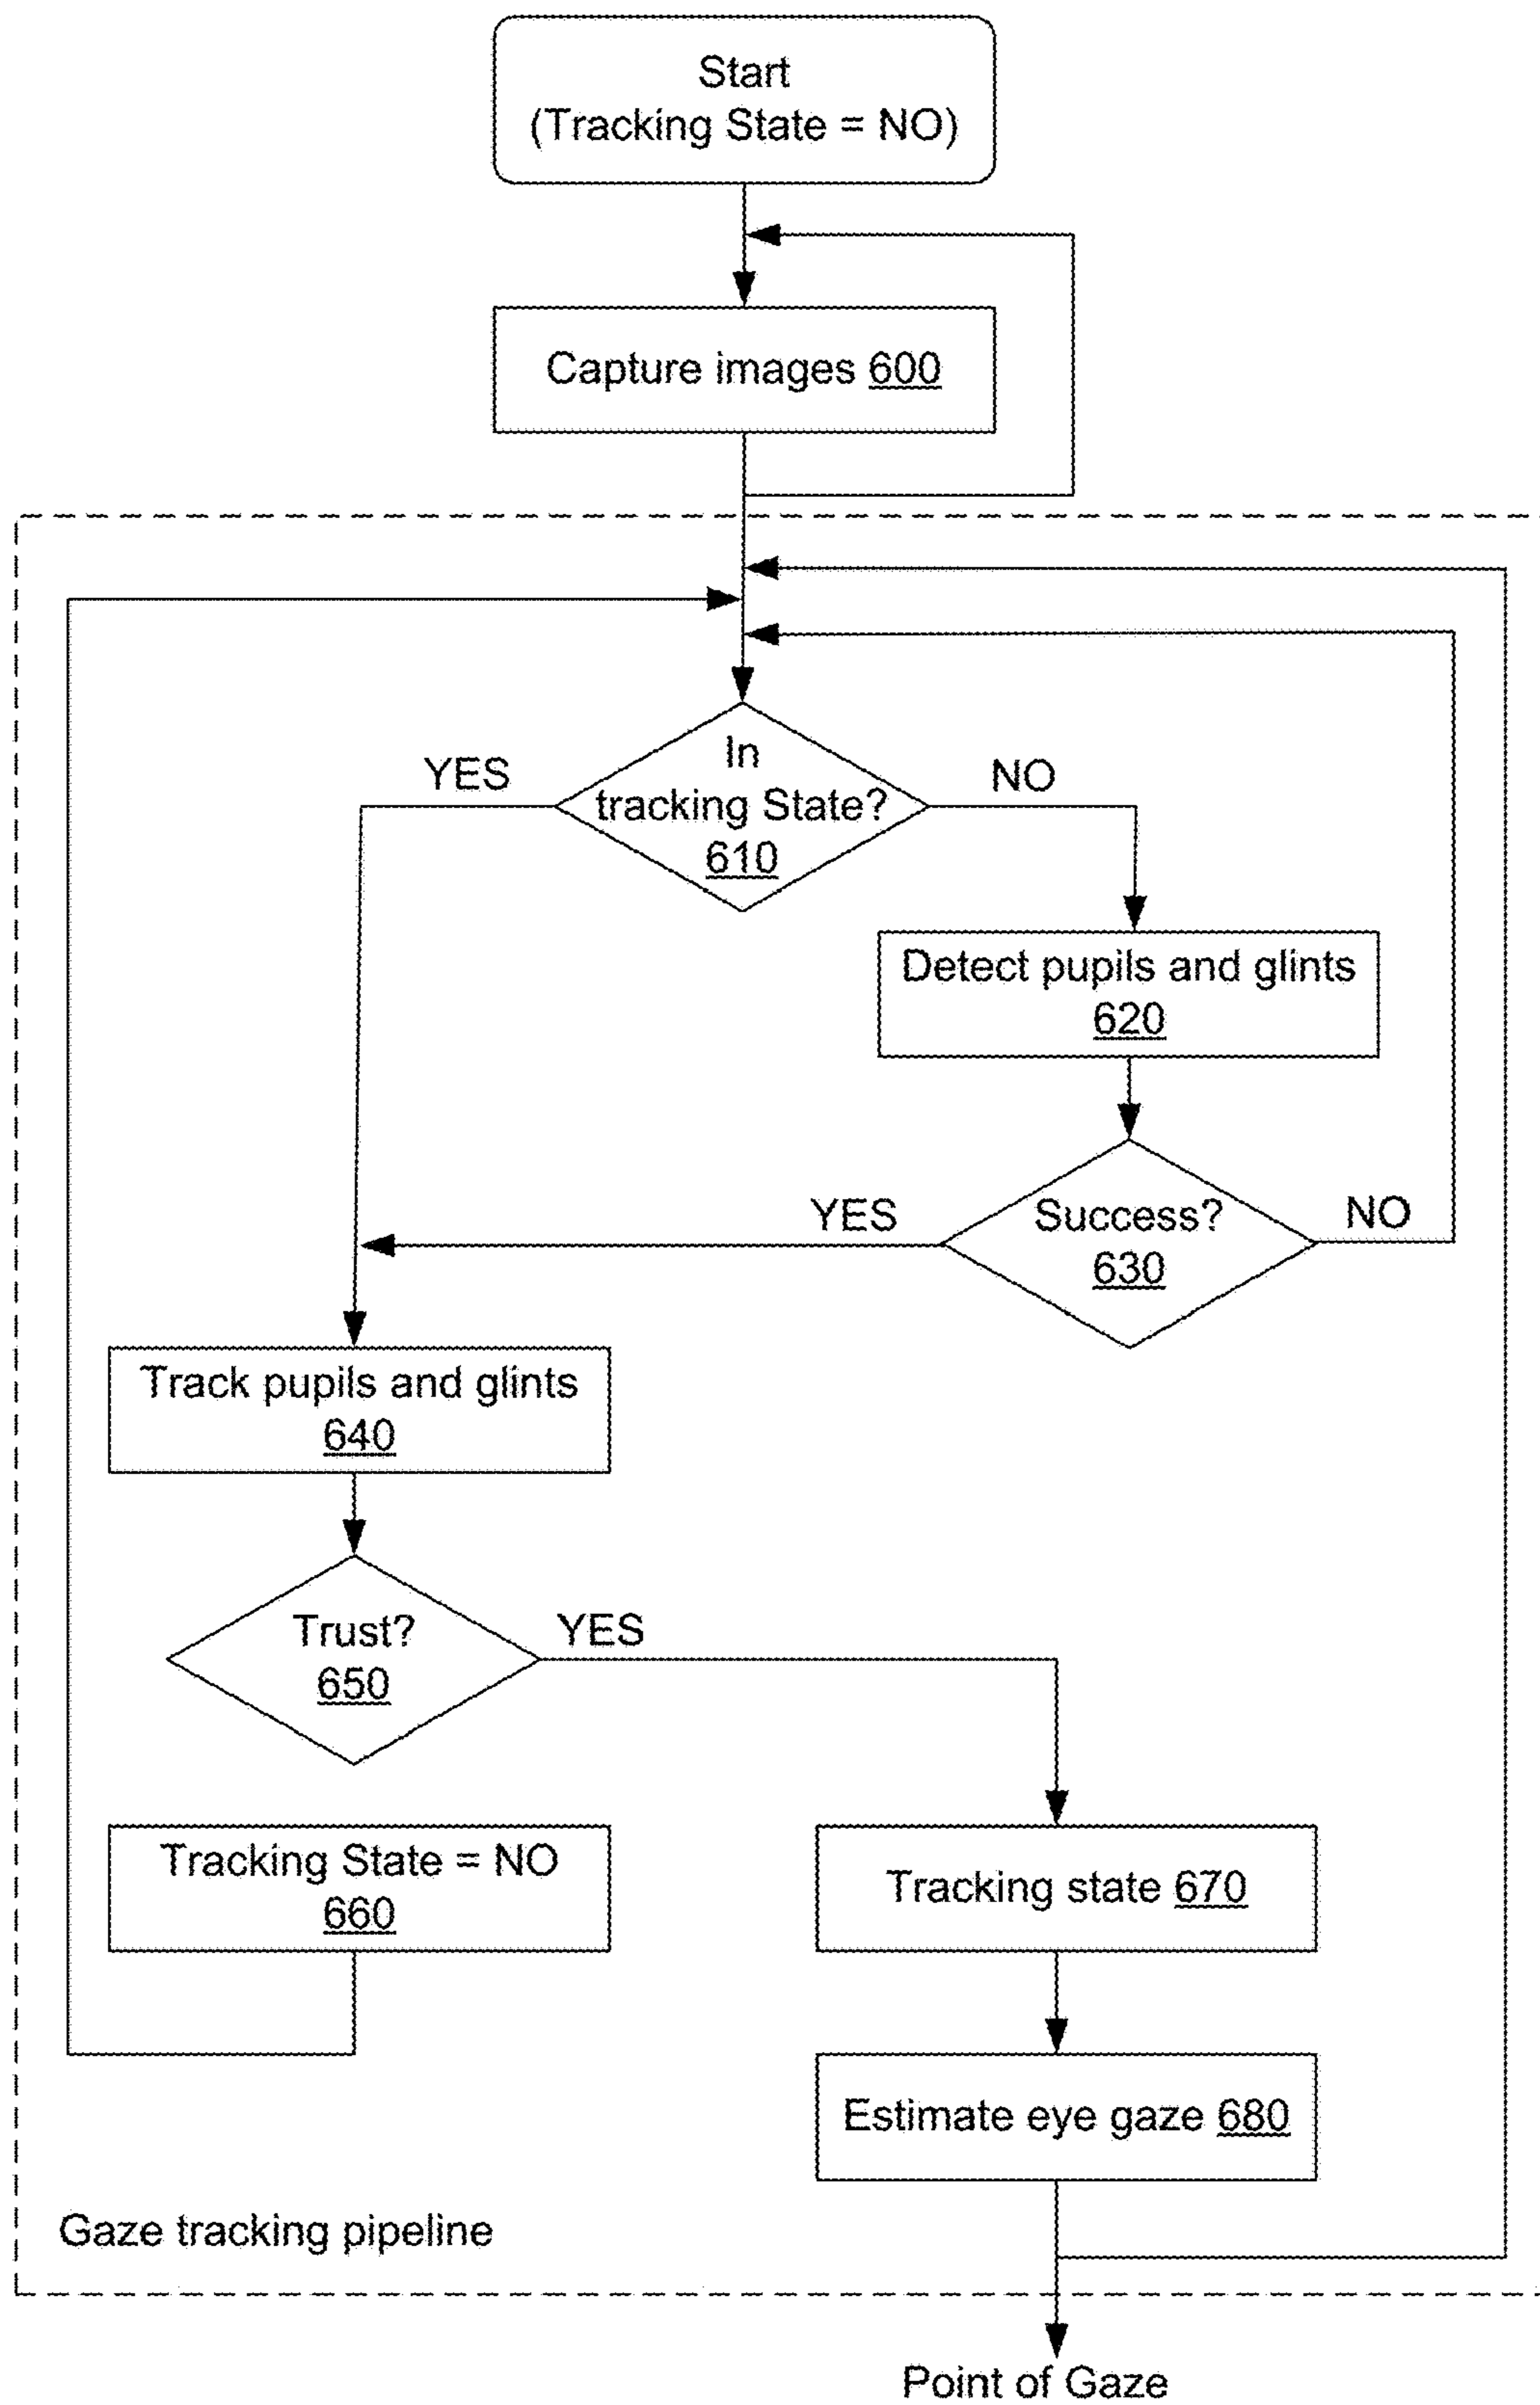 Start
(Tracking State = NO)
Capture images 600
In
tracking State?
610
YES
NO
Detect pupils and glints
620
Success?
630
YES
NO
Track pupils and glints
640
Trust?
650
YES
Tracking State = NO
660
Tracking state 670
Estimate eye gaze 680
Gaze tracking pipeline
Point of Gaze